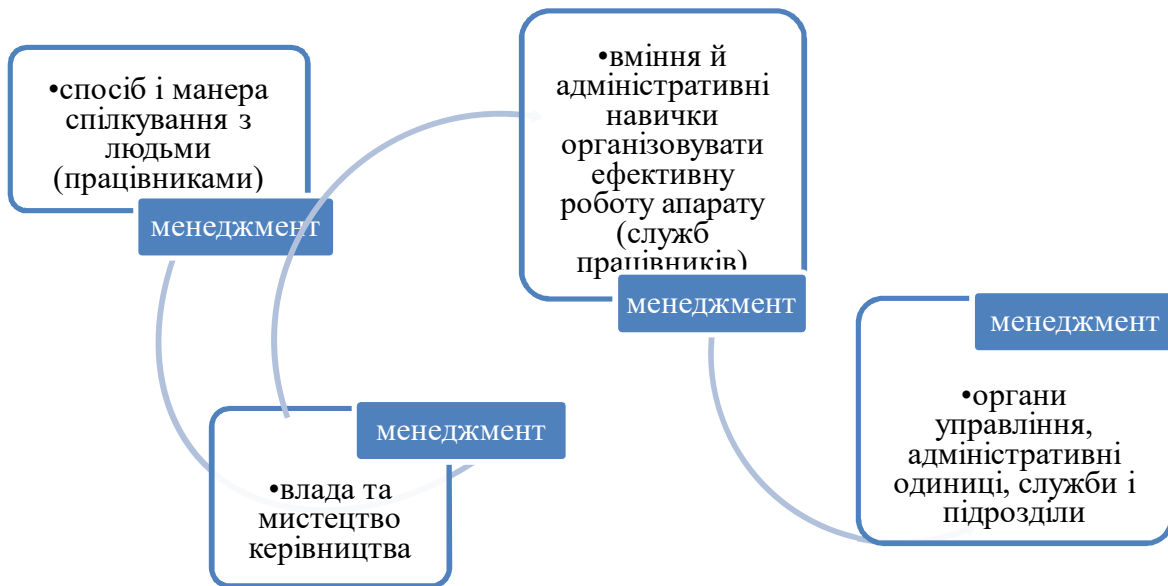 •спосіб і манера
спілкування з
людьми
(працівниками)
менеджмент
менеджмент
•влада та
мистецтво
керівництва
•вміння й
адміністративні
навички
організовувати
ефективну
роботу апарату
(служб
працівників)
менеджмент
менеджмент
•органи
управління,
адміністративні
одиниці, служби і
підрозділи